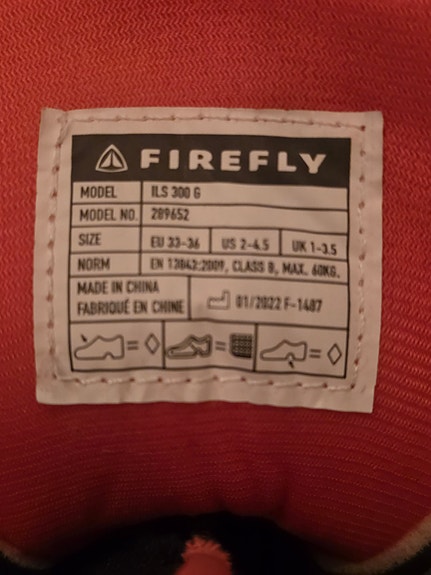 FIREFLY
MODEL ILS 300 G
MODEL NO. 289652
SIZE EU 33-36 US 2-4.5 UK 1-3.5
NORM EN 13843:2009, CLASS B, MAX. 60KG.
MADE IN CHINA
FABRIQUÉ EN CHINE
01/2022 F-1487
= =  =